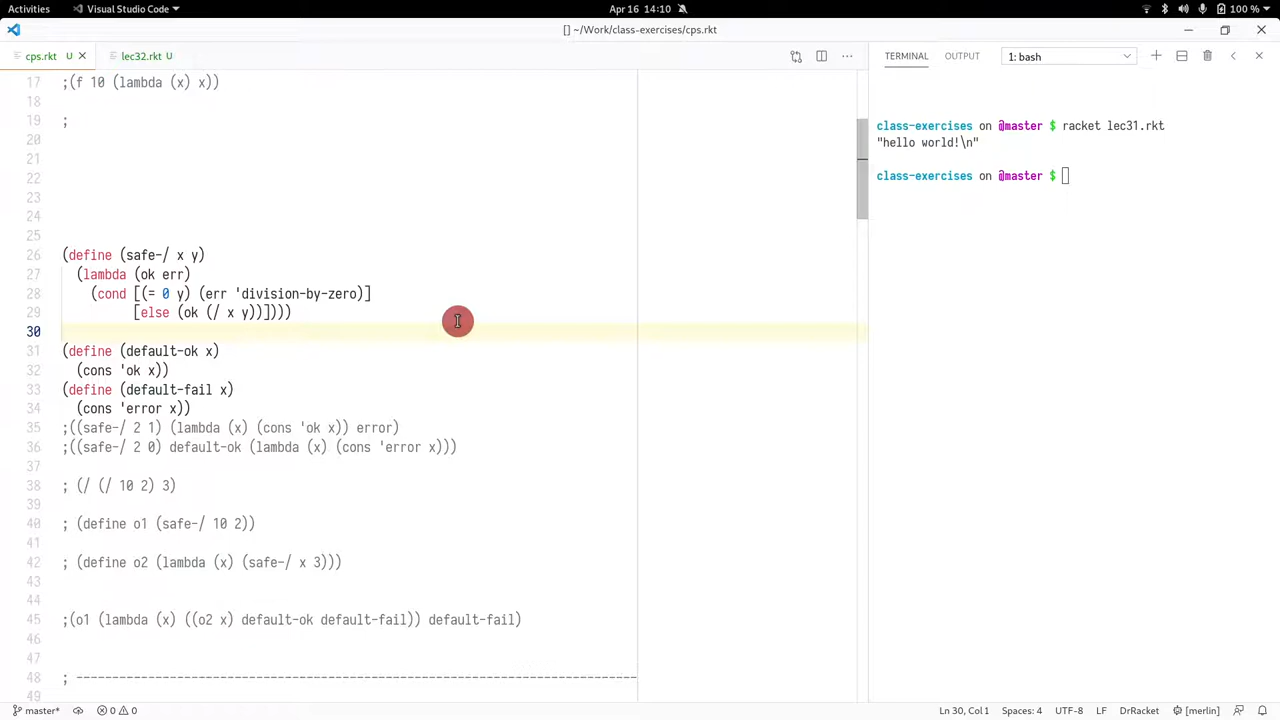 Activities Visual Studio Code Apr 16 14:10 100 %
[] ~/Work/class-exercises/cps.rkt
cps.rkt U lec32.rkt U TERMINAL OUTPUT 1: bash
17 ;(f 10 (lambda (x) x))
18
19 ;
20
21
22
23
24
25
26 (define (safe-/ x y)
27 (lambda (ok err)
28 (cond [(= 0 y) (err 'division-by-zero)]
29 [else (ok (/ x y))])))
30
31 (define (default-ok x)
32 (cons 'ok x))
33 (define (default-fail x)
34 (cons 'error x))
35 ;((safe-/ 2 1) (lambda (x) (cons 'ok x)) error)
36 ;((safe-/ 2 0) default-ok (lambda (x) (cons 'error x)))
37
38 ; (/ (/ 10 2) 3)
39
40 ; (define o1 (safe-/ 10 2))
41
42 ; (define o2 (lambda (x) (safe-/ x 3)))
43
44
45 ;(o1 (lambda (x) ((o2 x) default-ok default-fail)) default-fail)
46
47
48 ; ------------------------------------------------------------------------------
49
class-exercises on @master $ racket lec31.rkt
"hello world!\n"
class-exercises on @master $
master* 0 0 Ln 30, Col 1 Spaces: 4 UTF-8 LF DrRacket [merlin]